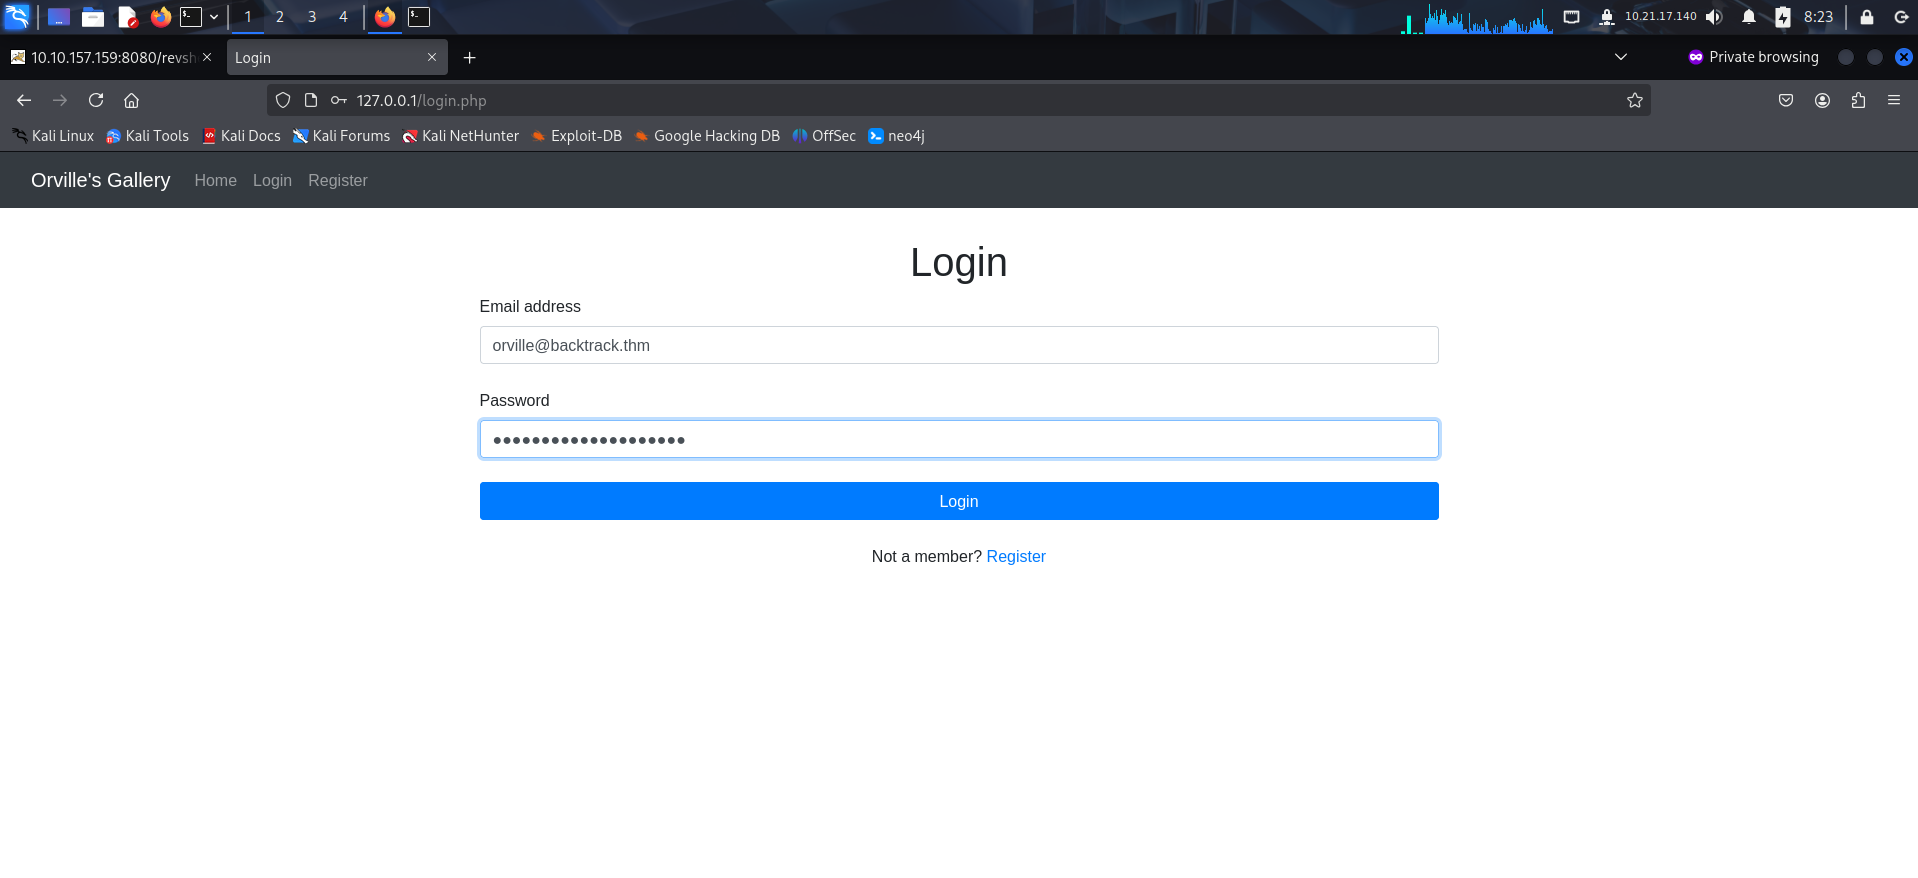 1 2 3 4 10.21.17.140 8:23
10.10.157.159:8080/revsh Login Private browsing
127.0.0.1/login.php
Kali Linux Kali Tools Kali Docs Kali Forums Kali NetHunter Exploit-DB Google Hacking DB OffSec neo4j
Orville's Gallery Home Login Register
Login
Email address
orville@backtrack.thm
Password
Login
Not a member? Register